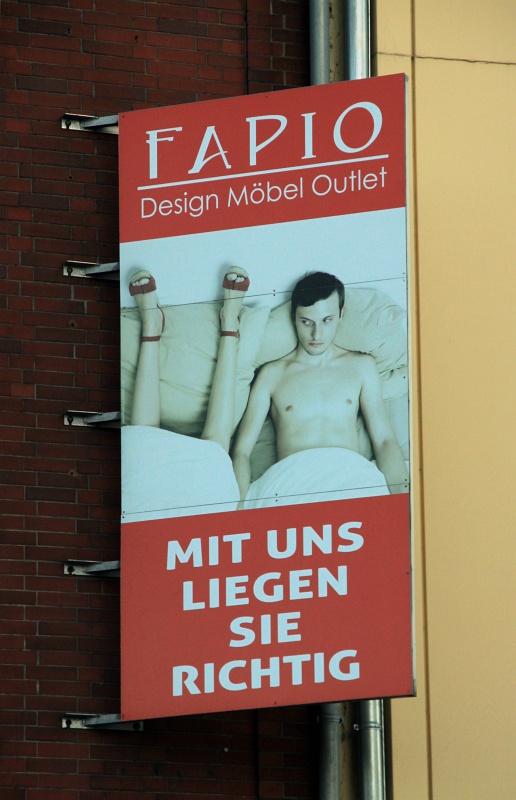 FAPIO
Design Möbel Outlet
MIT UNS
LIEGEN
SIE
RICHTIG